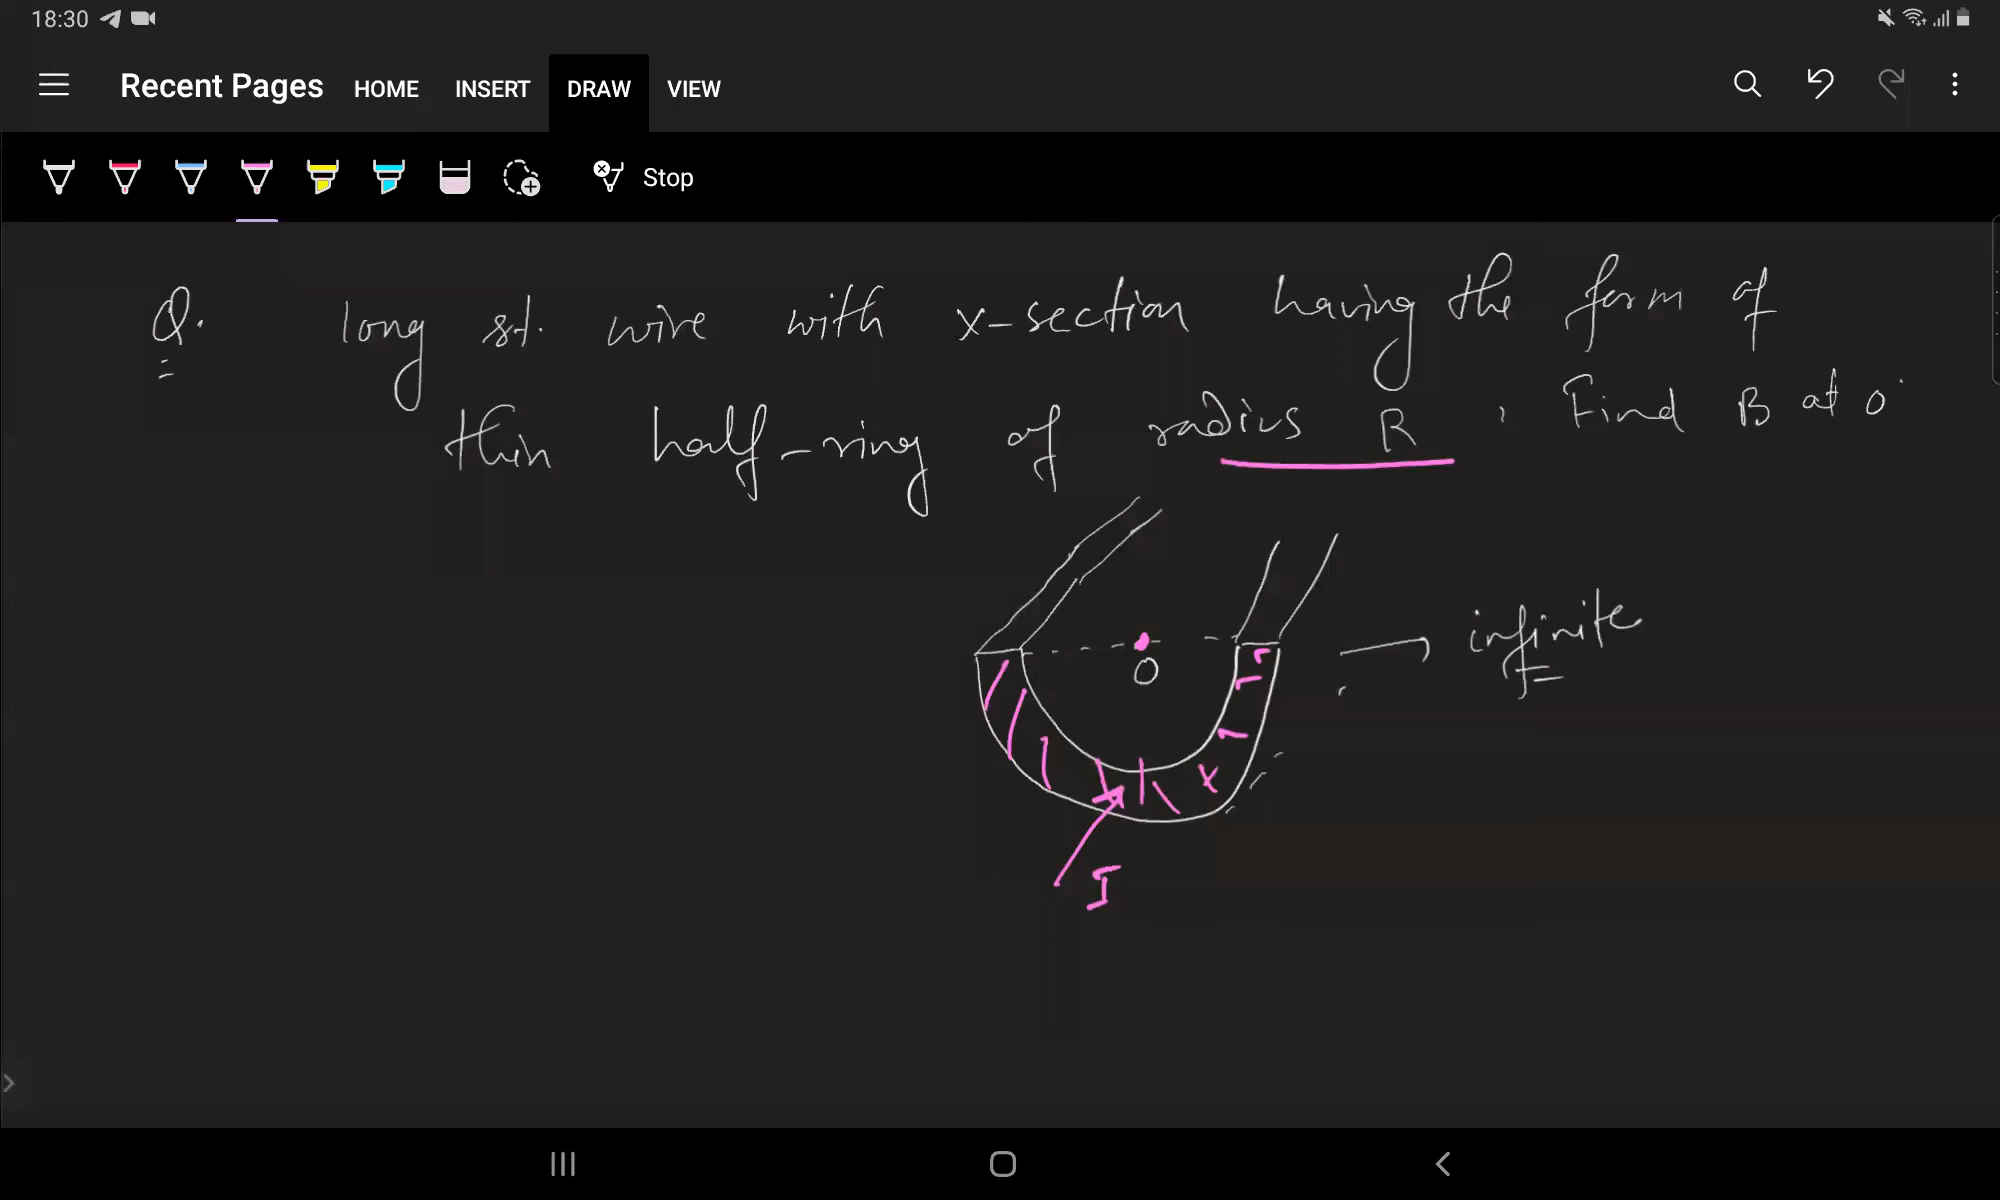 18:30
Recent Pages HOME INSERT DRAW VIEW
Stop
Q. long st. wire with x-section having the form of
thin half-ring of radius R, Find B at O
O
infinite
I